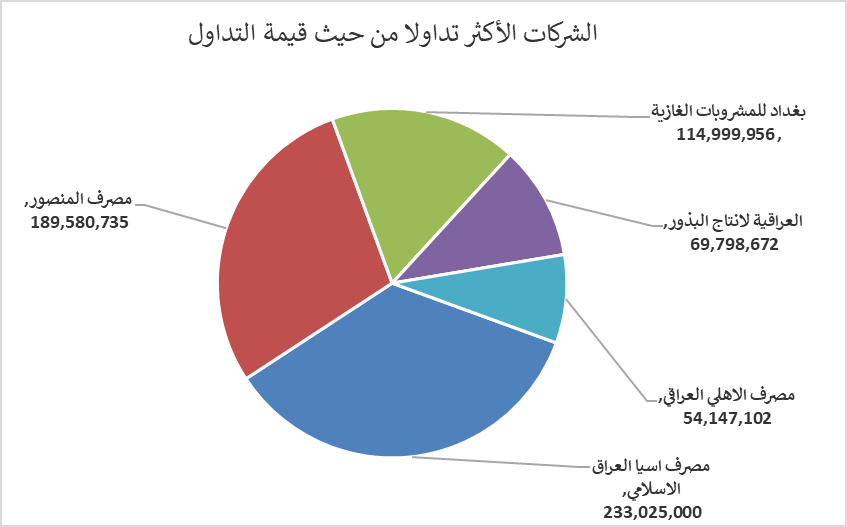 الشركات الأكثر تداولا من حيث قيمة التداول
بغداد للمشروبات الغازية
114,999,956 ,
العراقية لانتاج البذور,
69,798,672
مصرف المنصور,
189,580,735
مصرف الاهلي العراقي,
54,147,102
مصرف اسيا العراق
الاسلامي,
233,025,000